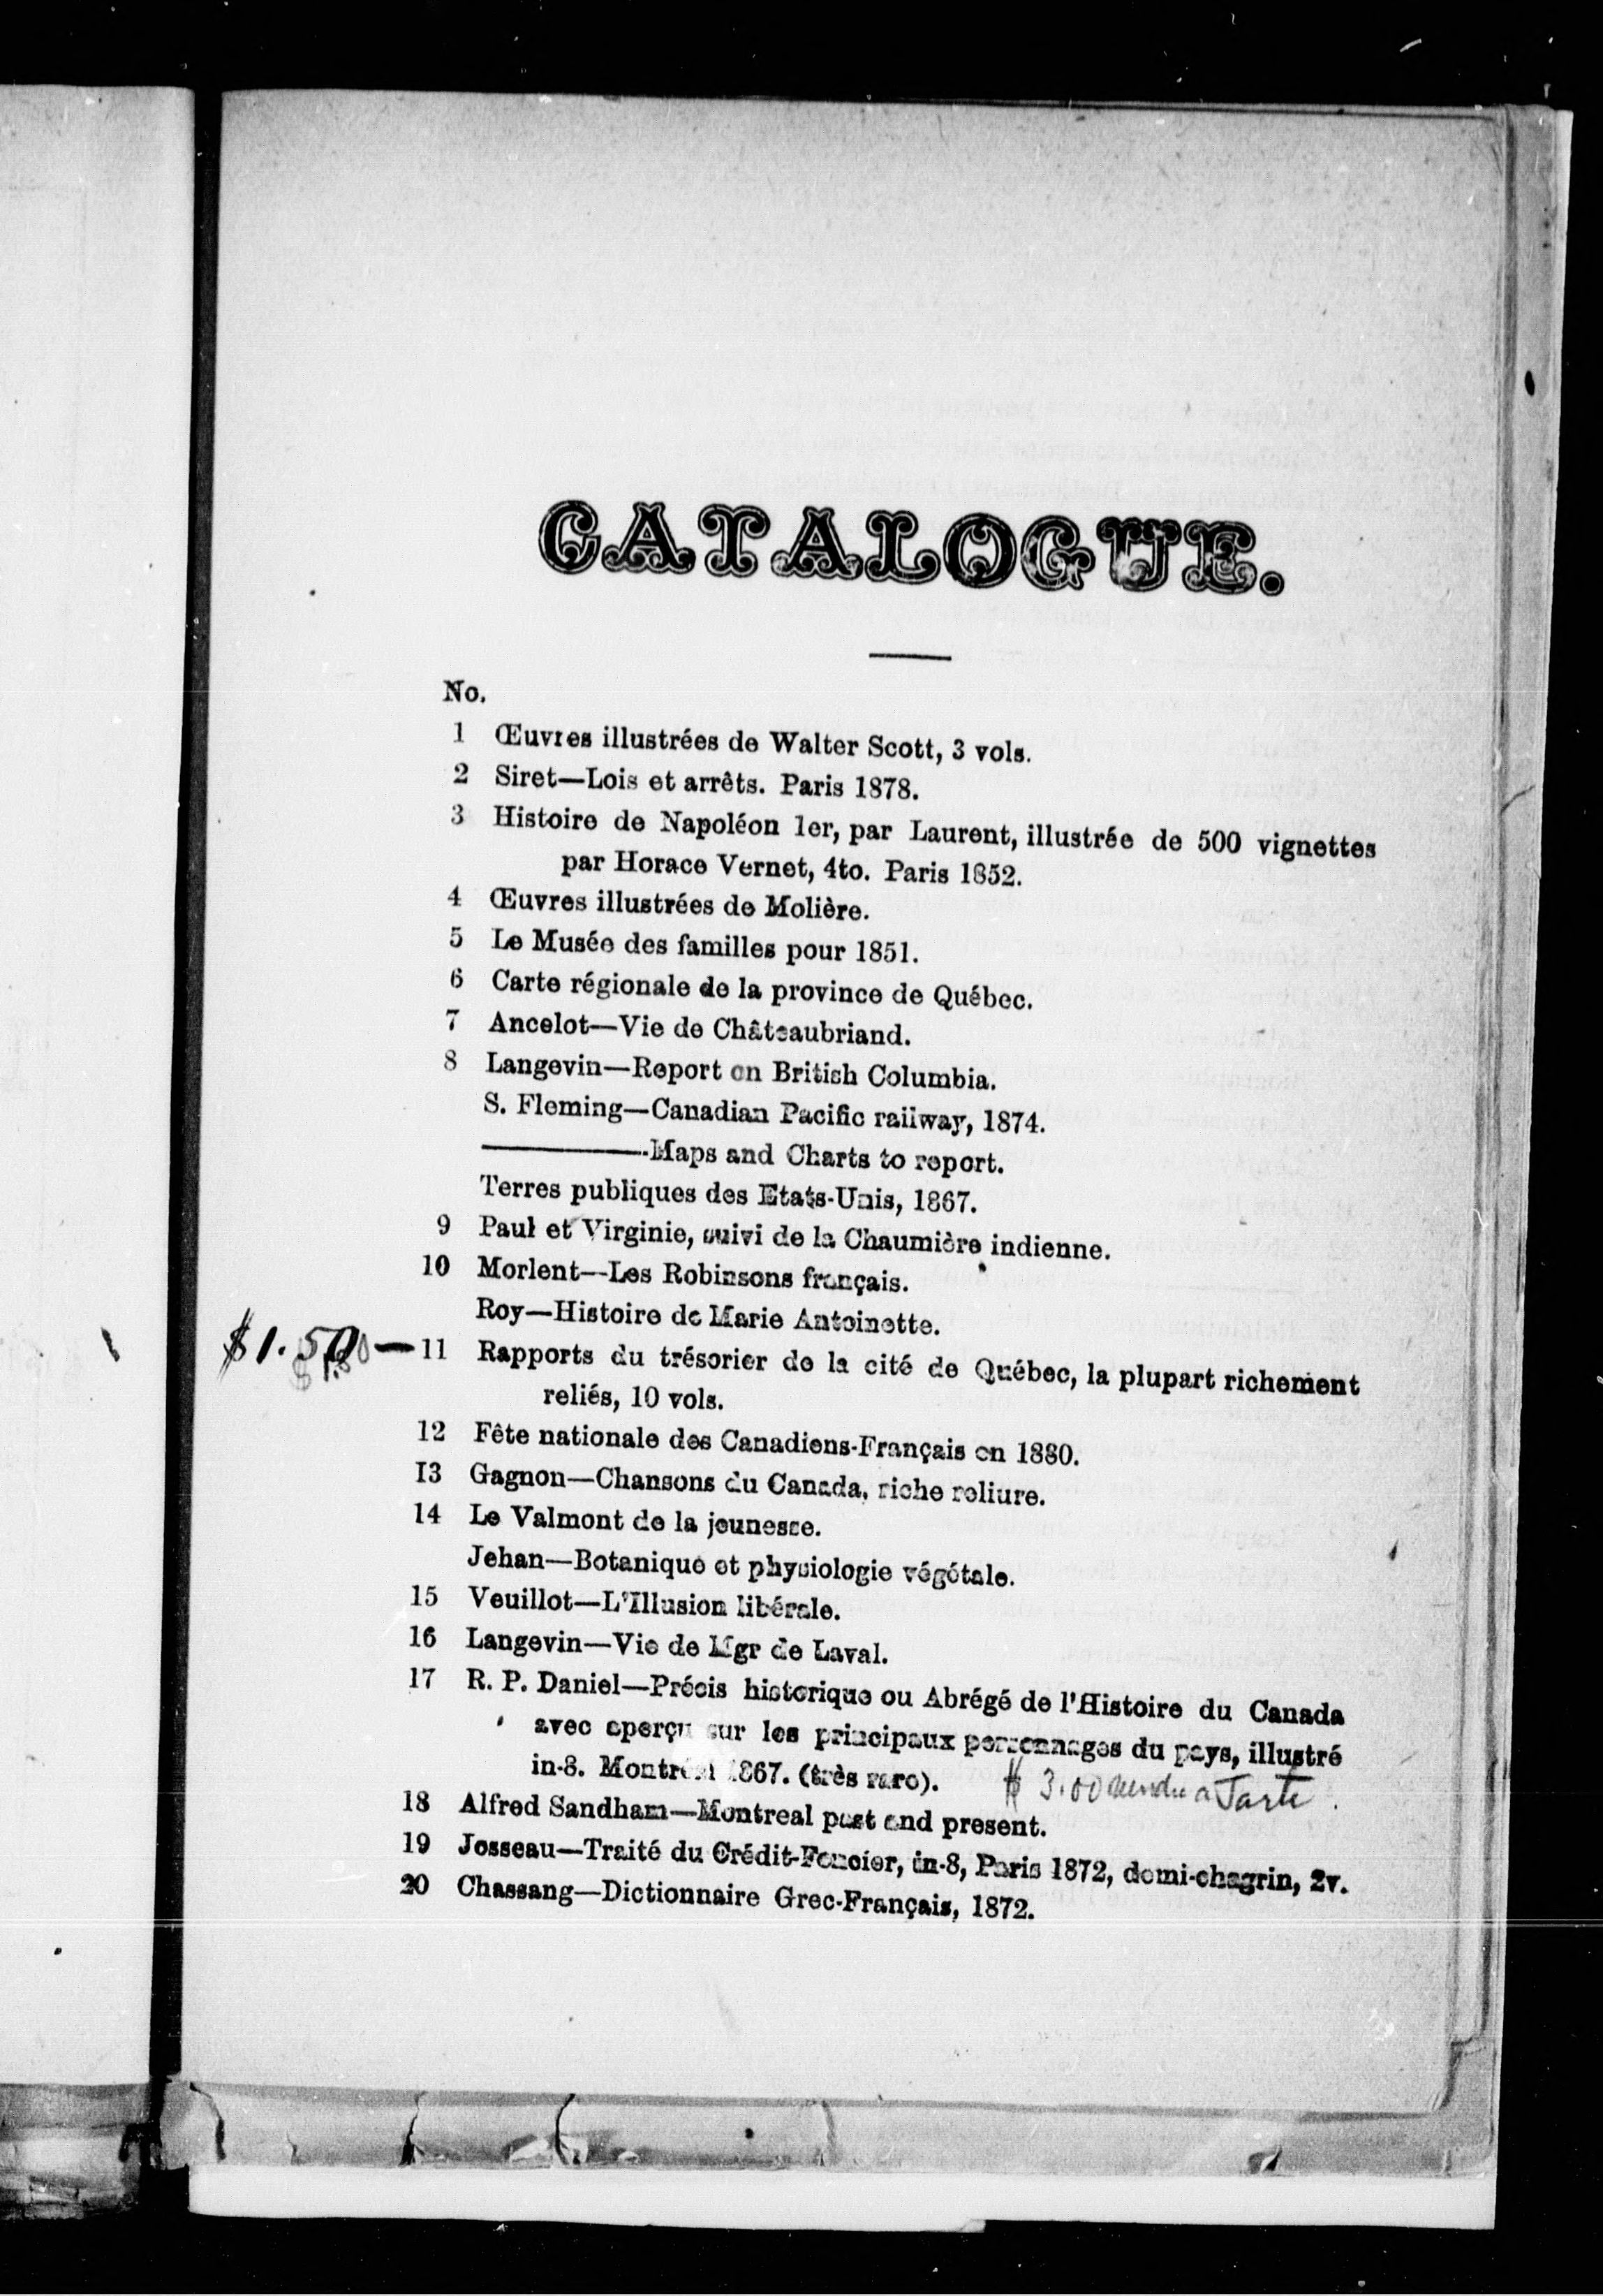 CATALOGUE.
No.
1 Œuvres illustrées de Walter Scott, 3 vols.
2 Siret—Lois et arrêts. Paris 1878.
3 Histoire de Napoléon 1er, par Laurent, illustrée de 500 vignettes
par Horace Vernet, 4to. Paris 1852.
4 Œuvres illustrées de Molière.
5 Le Musée des familles pour 1851.
6 Carte régionale de la province de Québec.
7 Ancelot—Vie de Châteaubriand.
8 Langevin—Report on British Columbia.
S. Fleming—Canadian Pacific railway, 1874.
————Maps and Charts to report.
Terres publiques des Etats-Unis, 1867.
9 Paul et Virginie, suivi de la Chaumière indienne.
10 Morlent—Les Robinsons français.
Roy—Histoire de Marie Antoinette.
$1.50 — 11 Rapports du trésorier de la cité de Québec, la plupart richement
reliés, 10 vols.
12 Fête nationale des Canadiens-Français en 1880.
13 Gagnon—Chansons du Canada, riche reliure.
14 Le Valmont de la jeunesse.
Jehan—Botanique et physiologie végétale.
15 Veuillot—L'Illusion libérale.
16 Langevin—Vie de Mgr de Laval.
17 R. P. Daniel—Précis historique ou Abrégé de l'Histoire du Canada
avec aperçu sur les principaux personnages du pays, illustré
in-8. Montréal 1867. (très rare). $3.00 vendu a Tarte.
18 Alfred Sandham—Montreal past and present.
19 Josseau—Traité du Crédit-Foncier, in-8, Paris 1872, demi-chagrin, 2v.
20 Chassang—Dictionnaire Grec-Français, 1872.